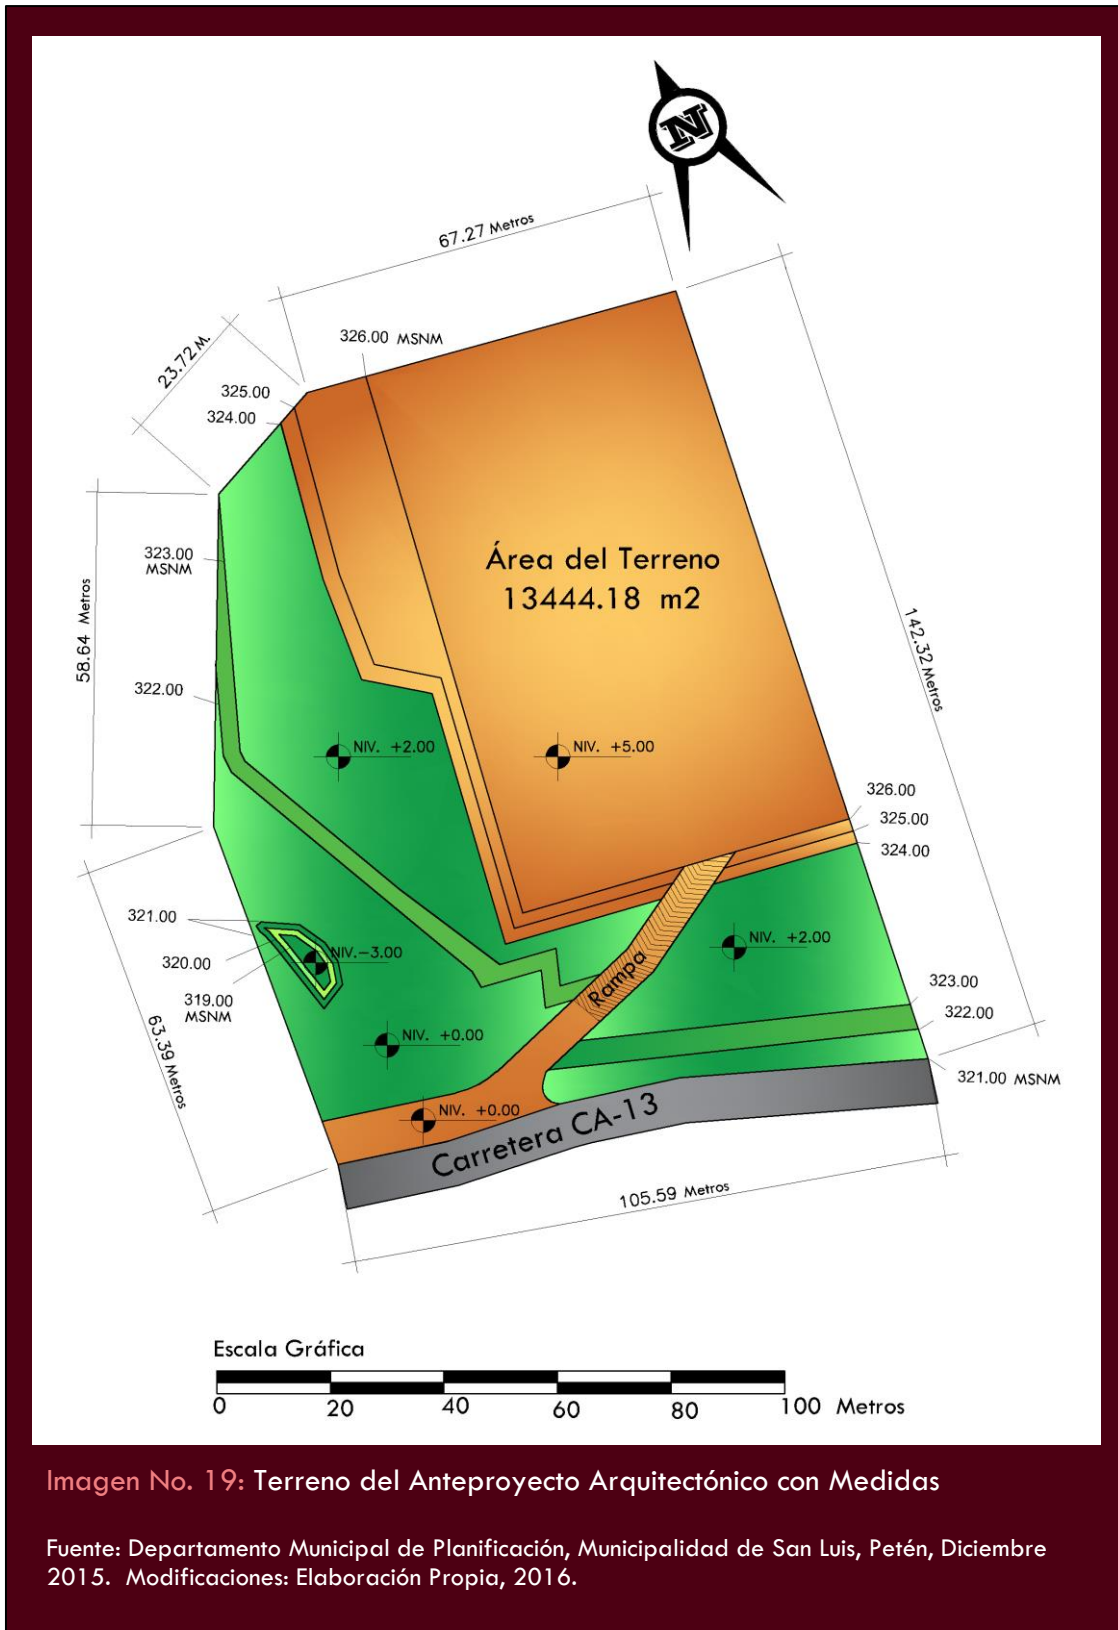 N
67.27 Metros
23.72 M.
326.00 MSNM
325.00
324.00
323.00
MSNM
58.64 Metros
322.00
Área del Terreno
13444.18 m2
142.32 Metros
NIV. +2.00
NIV. +5.00
326.00
325.00
324.00
321.00
320.00
319.00
MSNM
NIV.-3.00
NIV. +2.00
Rampa
323.00
322.00
63.39 Metros
NIV. +0.00
321.00 MSNM
NIV. +0.00
Carretera CA-13
105.59 Metros
Escala Gráfica
0 20 40 60 80 100 Metros
Imagen No. 19: Terreno del Anteproyecto Arquitectónico con Medidas
Fuente: Departamento Municipal de Planificación, Municipalidad de San Luis, Petén, Diciembre
2015. Modificaciones: Elaboración Propia, 2016.